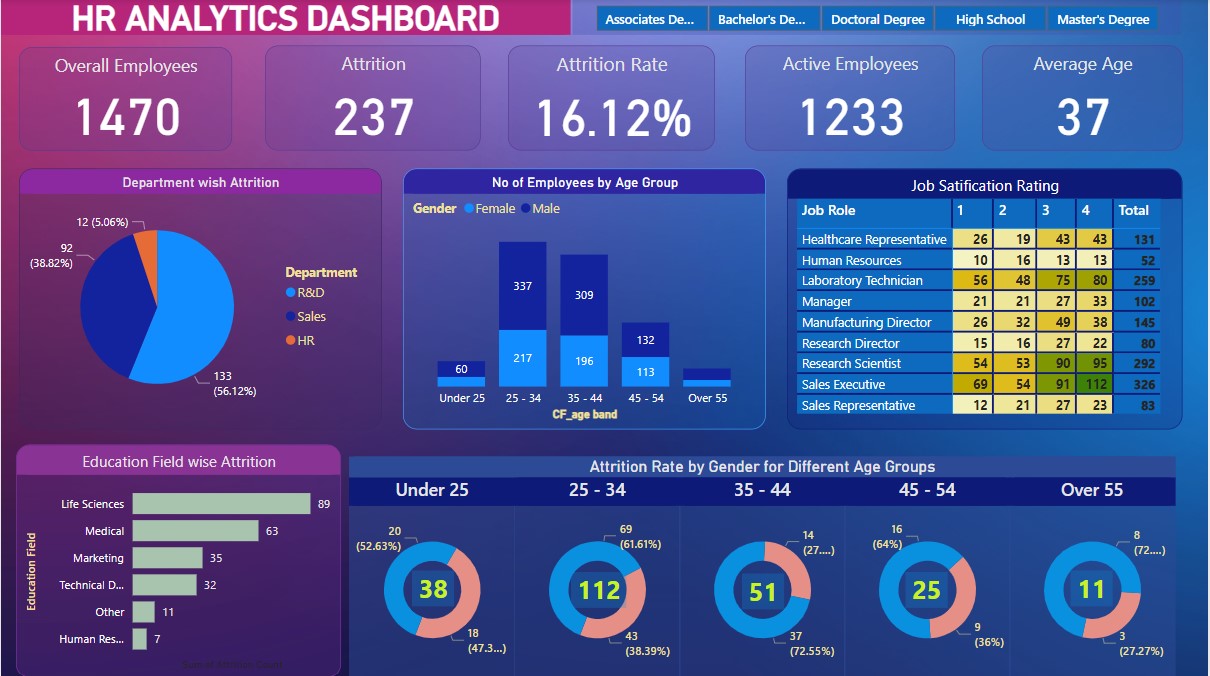 HR ANALYTICS DASHBOARD
Associates De...
Bachelor's De...
Doctoral Degree
High School
Master's Degree
Overall Employees
1470
Attrition
237
Attrition Rate
16.12%
Active Employees
1233
Average Age
37
Department wish Attrition
12 (5.06%)
92
(38.82%)
133
(56.12%)
Department
R&D
Sales
HR
No of Employees by Age Group
Gender Female Male
60
337
217
309
196
132
113
Under 25 25 - 34 35 - 44 45 - 54 Over 55
CF_age band
Job Satification Rating
Job Role 1 2 3 4 Total
Healthcare Representative 26 19 43 43 131
Human Resources 10 16 13 13 52
Laboratory Technician 56 48 75 80 259
Manager 21 21 27 33 102
Manufacturing Director 26 32 49 38 145
Research Director 15 16 27 22 80
Research Scientist 54 53 90 95 292
Sales Executive 69 54 91 112 326
Sales Representative 12 21 27 23 83
Education Field wise Attrition
Education Field
Life Sciences 89
Medical 63
Marketing 35
Technical D... 32
Other 11
Human Res... 7
Attrition Rate by Gender for Different Age Groups
Under 25 25 - 34 35 - 44 45 - 54 Over 55
20
(52.63%)
38
18
(47.3...)
69
(61.61%)
112
43
(38.39%)
14
(27....)
51
37
(72.55%)
16
(64%)
25
9
(36%)
8
(72....)
11
3
(27.27%)